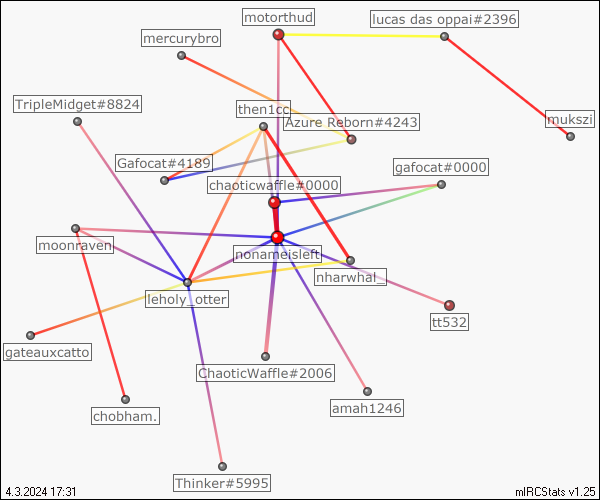 motorthud
lucas das oppai#2396
mercurybro
TripleMidget#8824
then1cc
Azure Reborn#4243
mukszi
Gafocat#4189
gafocat#0000
chaoticwaffle#0000
moonraven
nonameisleft
nharwhal_
leholy_otter
tt532
gateauxcatto
ChaoticWaffle#2006
chobham.
amah1246
Thinker#5995
4.3.2024 17:31
mIRCStats v1.25